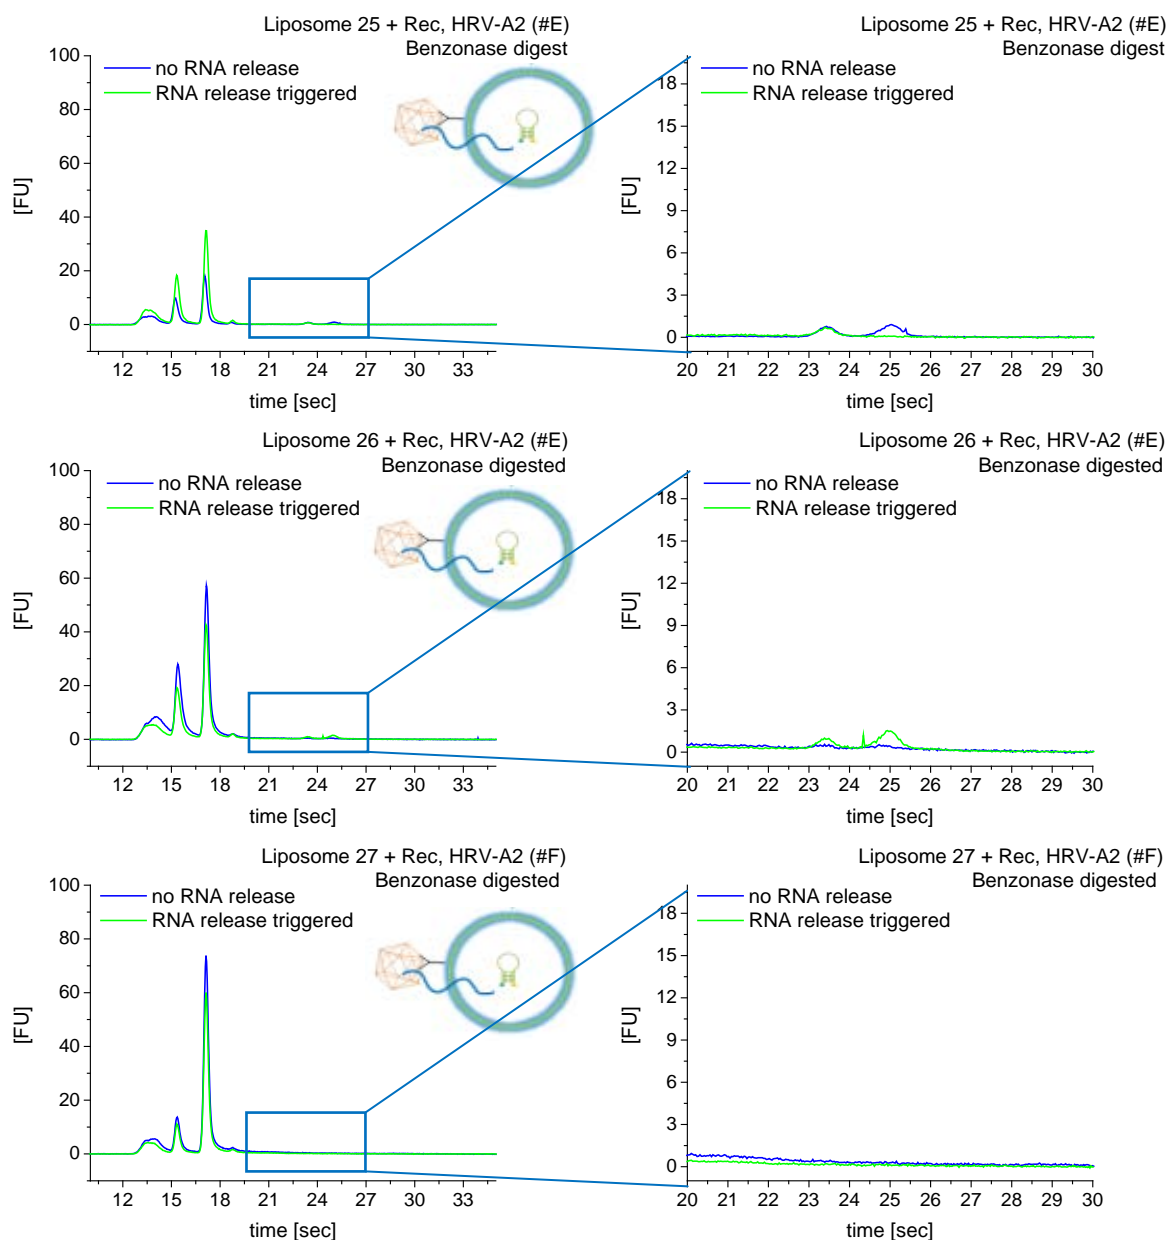 Liposome 25 + Rec, HRV-A2 (#E)
Benzonase digest
100
80
60
40
20
0
[FU]
no RNA release
RNA release triggered
12 15 18 21 24 27 30 33
time [sec]
Liposome 25 + Rec, HRV-A2 (#E)
Benzonase digest
18
15
12
9
6
3
0
[FU]
no RNA release
RNA release triggered
20 21 22 23 24 25 26 27 28 29 30
time [sec]
Liposome 26 + Rec, HRV-A2 (#E)
Benzonase digested
100
80
60
40
20
0
[FU]
no RNA release
RNA release triggered
12 15 18 21 24 27 30 33
time [sec]
Liposome 26 + Rec, HRV-A2 (#E)
Benzonase digested
18
15
12
9
6
3
0
[FU]
no RNA release
RNA release triggered
20 21 22 23 24 25 26 27 28 29 30
time [sec]
Liposome 27 + Rec, HRV-A2 (#F)
Benzonase digested
100
80
60
40
20
0
[FU]
no RNA release
RNA release triggered
12 15 18 21 24 27 30 33
time [sec]
Liposome 27 + Rec, HRV-A2 (#F)
Benzonase digested
18
15
12
9
6
3
0
[FU]
no RNA release
RNA release triggered
20 21 22 23 24 25 26 27 28 29 30
time [sec]